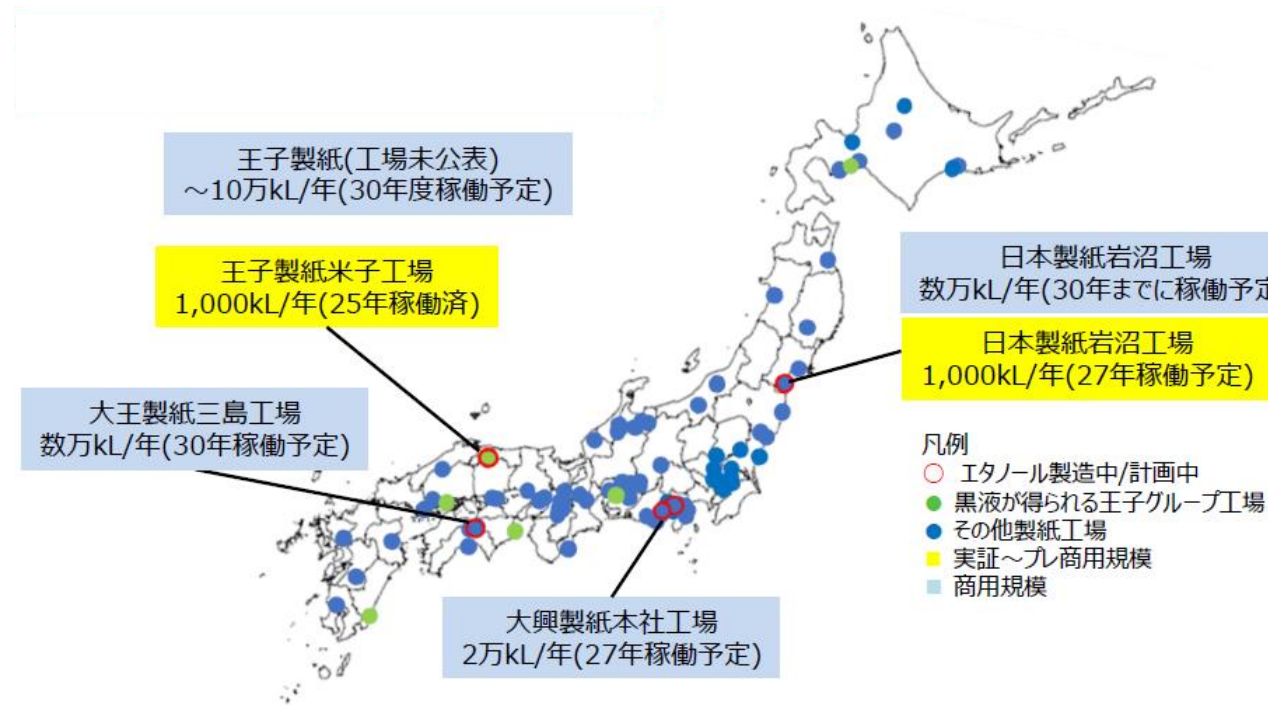 王子製紙(工場未公表)
～10万kL/年(30年度稼働予定)
王子製紙米子工場
1,000kL/年(25年稼働済)
大王製紙三島工場
数万kL/年(30年稼働予定)
日本製紙岩沼工場
数万kL/年(30年までに稼働予定
日本製紙岩沼工場
1,000kL/年(27年稼働予定)
大興製紙本社工場
2万kL/年(27年稼働予定)
凡例
エタノール製造中/計画中
黒液が得られる王子グループ工場
その他製紙工場
実証～プレ商用規模
商用規模